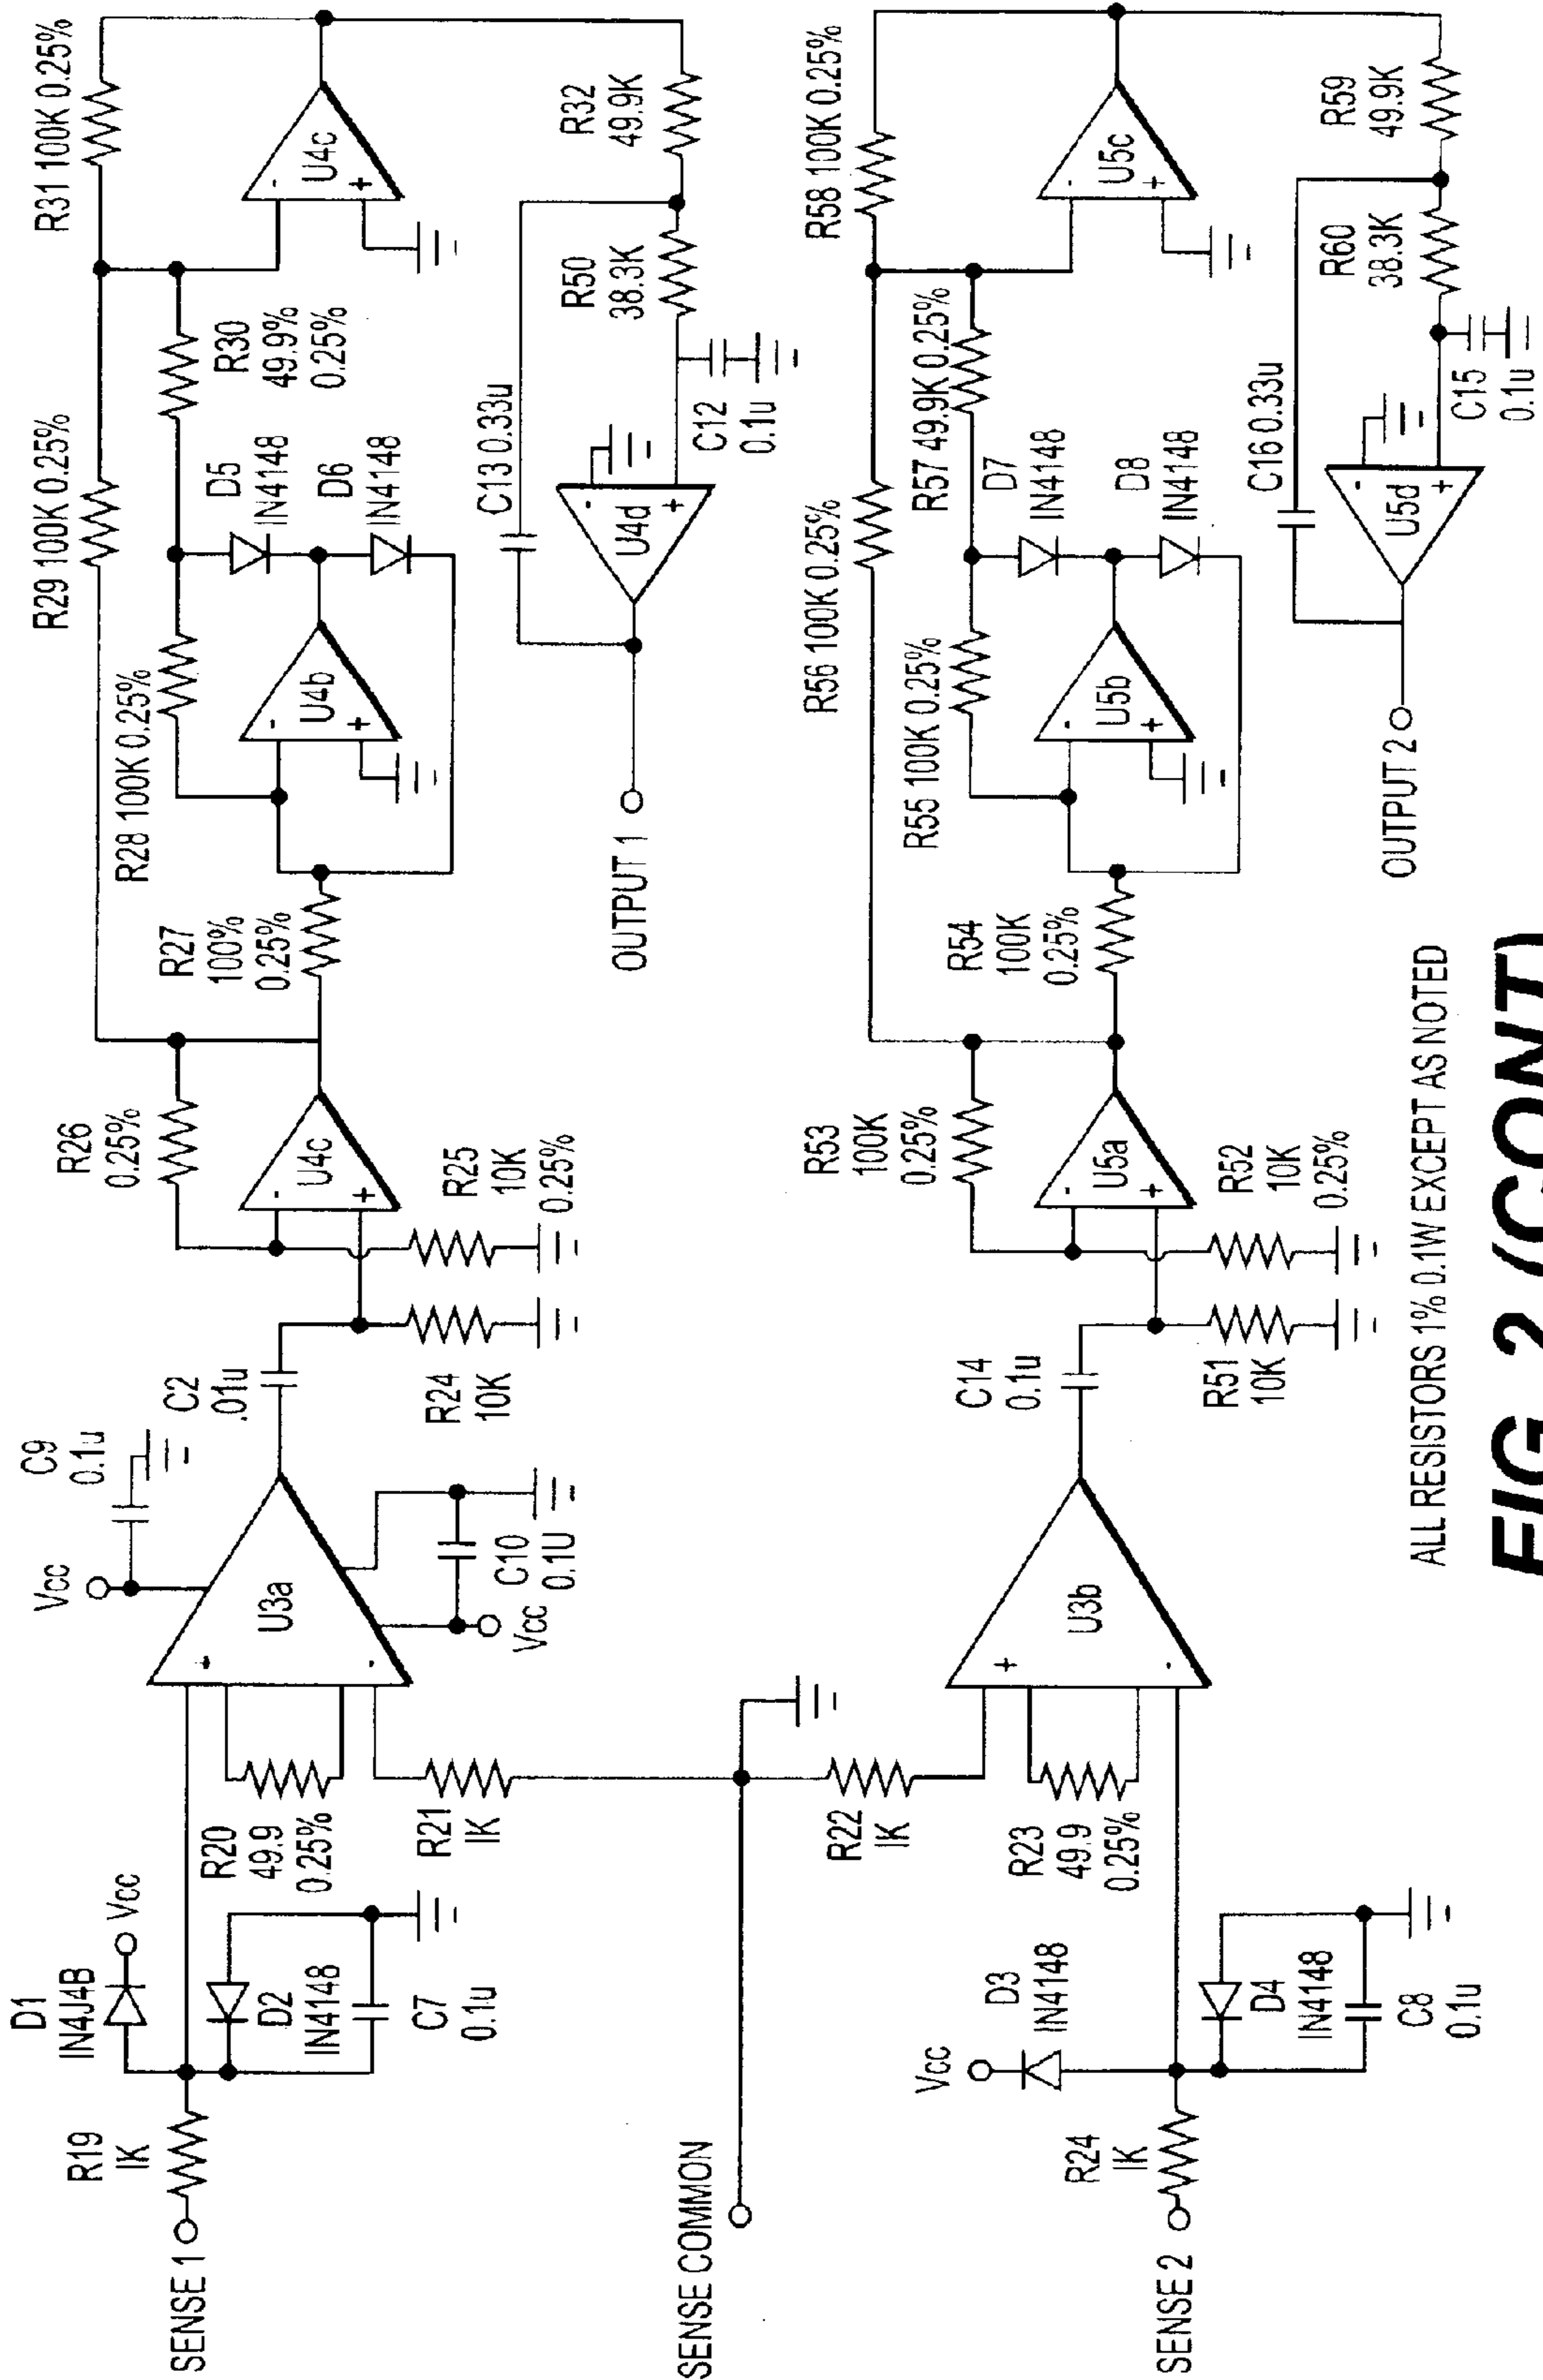 SENSE 1
R19
IK
D1
IN4J4B
Vcc
D2
IN4148
C7
0.1u
R20
49.9
0.25%
R21
IK
Vcc
C9
0.1u
+
-
U3a
Vcc
C10
0.1U
C2
.01u
R24
10K
R25
10K
0.25%
R26
0.25%
-
+
U4c
R27
100%
0.25%
R28 100K 0.25%
-
+
U4b
R29 100K 0.25%
D5
IN4148
D6
IN4148
R30
49.9%
0.25%
R31 100K 0.25%
-
+
U4c
R32
49.9K
R50
38.3K
C13 0.33u
C12
0.1u
-
+
U4d
OUTPUT 1
SENSE COMMON
R22
IK
SENSE 2
R24
IK
Vcc
D3
IN4148
D4
IN4148
C8
0.1u
R23
49.9
0.25%
+
-
U3b
C14
0.1u
R51
10K
R52
10K
0.25%
R53
100K
0.25%
-
+
U5a
R54
100K
0.25%
R55 100K 0.25%
-
+
U5b
R56 100K 0.25%
D7
IN4148
D8
IN4148
R57 49.9K 0.25%
R58 100K 0.25%
-
+
U5c
R59
49.9K
R60
38.3K
C16 0.33u
C15
0.1u
-
+
U5d
OUTPUT 2
ALL RESISTORS 1% 0.1W EXCEPT AS NOTED
FIG 2 (CONT)